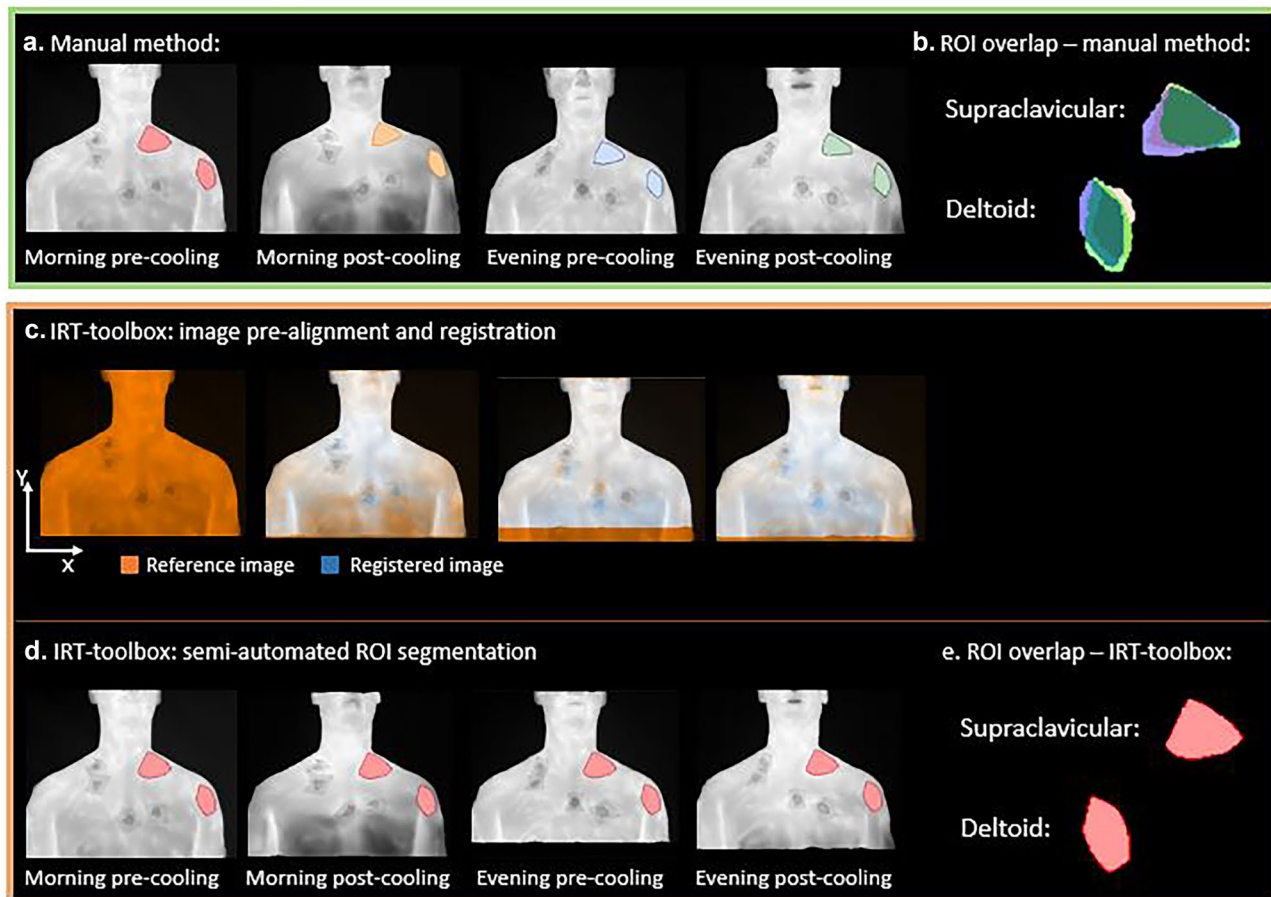 a. Manual method:
b. ROI overlap – manual method:
Supraclavicular:
Deltoid:
Morning pre-cooling
Morning post-cooling
Evening pre-cooling
Evening post-cooling
c. IRT-toolbox: image pre-alignment and registration
Y
X
Reference image
Registered image
d. IRT-toolbox: semi-automated ROI segmentation
e. ROI overlap – IRT-toolbox:
Supraclavicular:
Deltoid:
Morning pre-cooling
Morning post-cooling
Evening pre-cooling
Evening post-cooling